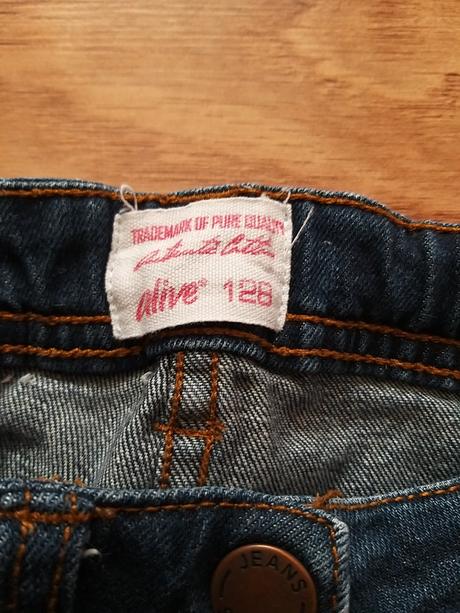 TRADEMARK OF PURE QUALITY
alive® 128
JEANS